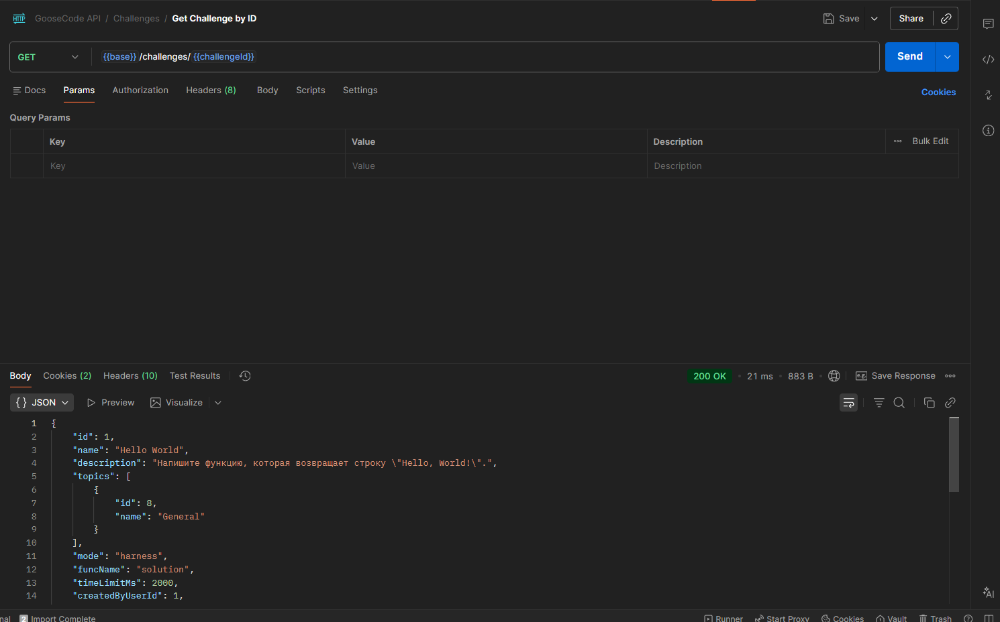 HTTP GooseCode API / Challenges / Get Challenge by ID Save Share
GET {{base}} /challenges/ {{challengeId}} Send
Docs Params Authorization Headers (8) Body Scripts Settings Cookies
Query Params
Key Value Description Bulk Edit
Key Value Description
Body Cookies (2) Headers (10) Test Results 200 OK • 21 ms • 883 B • e.g. Save Response
{} JSON Preview Visualize
1 {
2 "id": 1,
3 "name": "Hello World",
4 "description": "Напишите функцию, которая возвращает строку \"Hello, World!\".",
5 "topics": [
6 {
7 "id": 8,
8 "name": "General"
9 }
10 ],
11 "mode": "harness",
12 "funcName": "solution",
13 "timeLimitMs": 2000,
14 "createdByUserId": 1,
AI
nal 2 Import Complete Runner Start Proxy Cookies Vault Trash